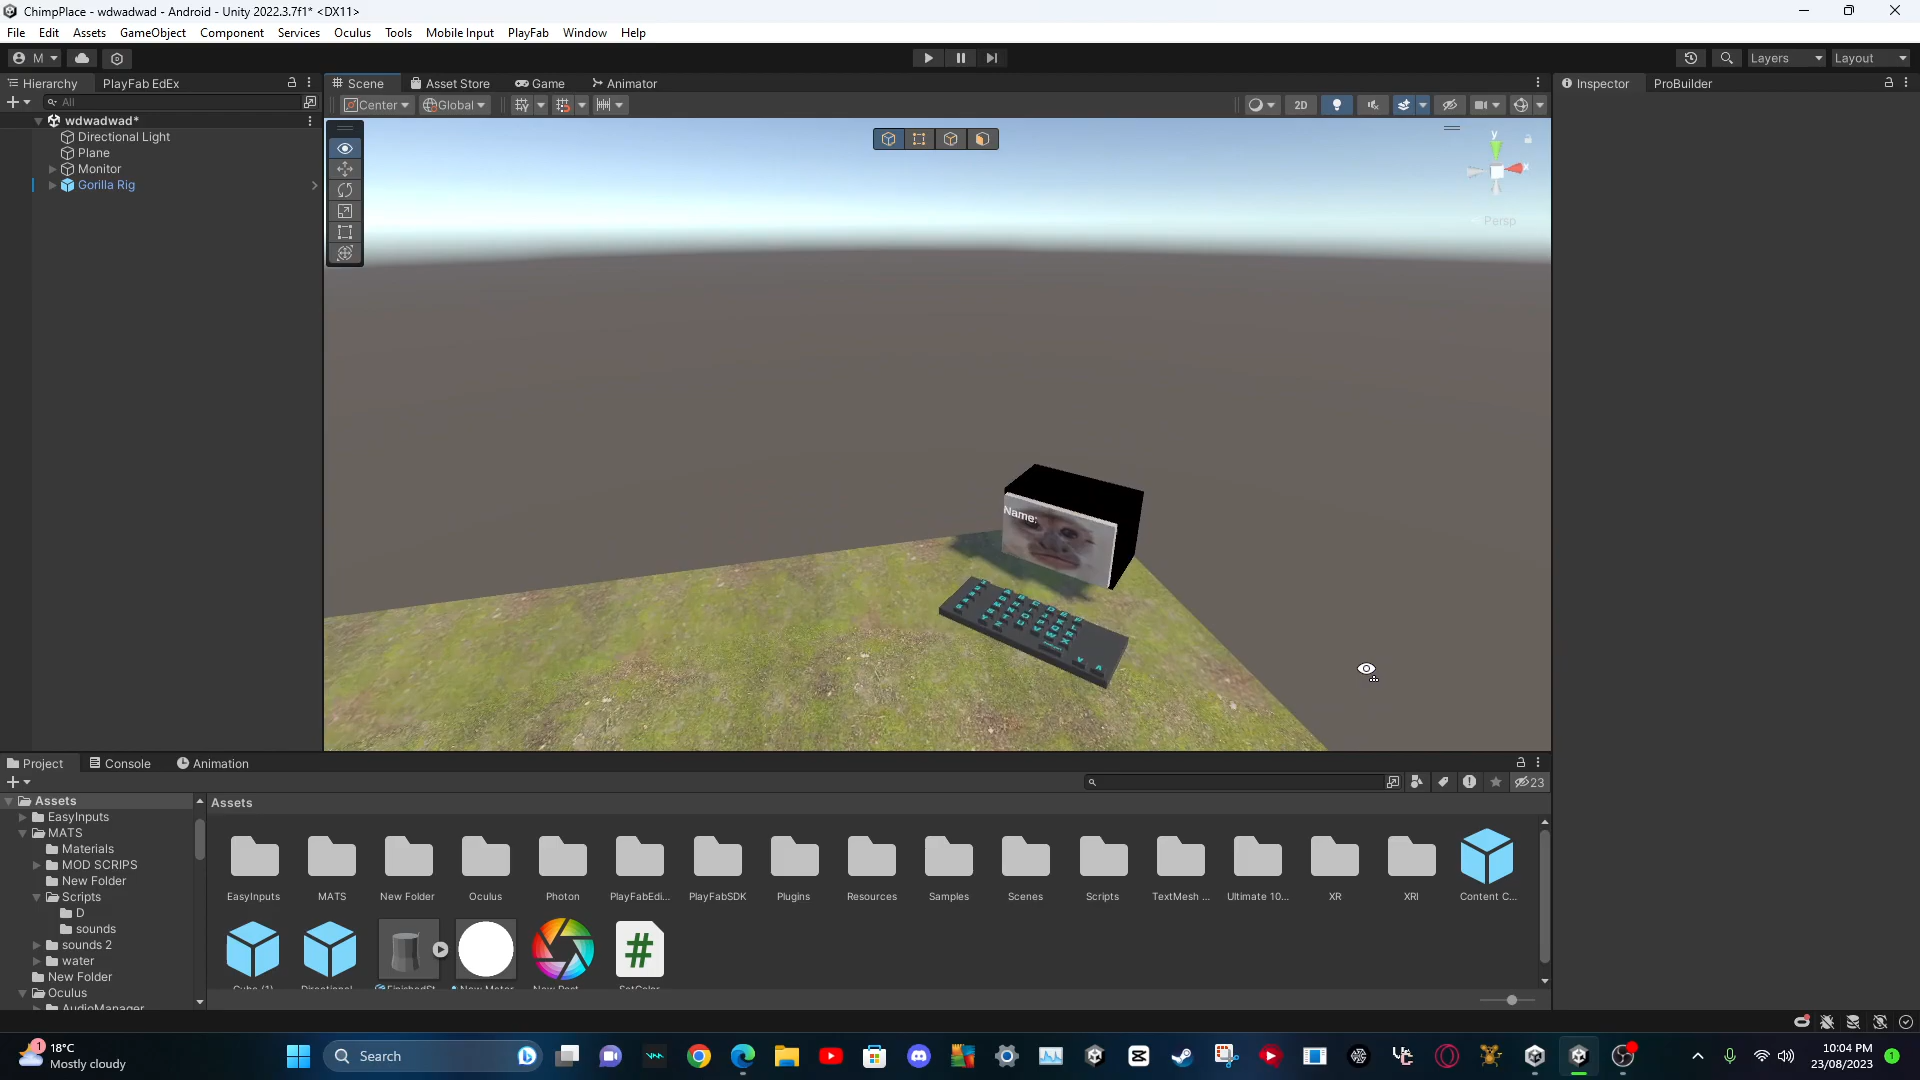 ChimpPlace - wdwadwad - Android - Unity 2022.3.7f1* <DX11>
File Edit Assets GameObject Component Services Oculus Tools Mobile Input PlayFab Window Help
M Layers Layout
Hierarchy PlayFab EdEx
All
wdwadwad*
Directional Light
Plane
Monitor
Gorilla Rig
Scene Asset Store Game Animator
Center Global 2D
y
x
Persp
Name:
Inspector ProBuilder
Project Console Animation
23
Assets
EasyInputs
MATS
Materials
MOD SCRIPS
New Folder
Scripts
D
sounds
sounds 2
water
New Folder
Oculus
AudioManager
Assets
EasyInputs MATS New Folder Oculus Photon PlayFabEdi... PlayFabSDK Plugins Resources Samples Scenes Scripts TextMesh ... Ultimate 10... XR XRI Content C...
Cube (1) Directional
18°C
Mostly cloudy
Search
10:04 PM
23/08/2023
1